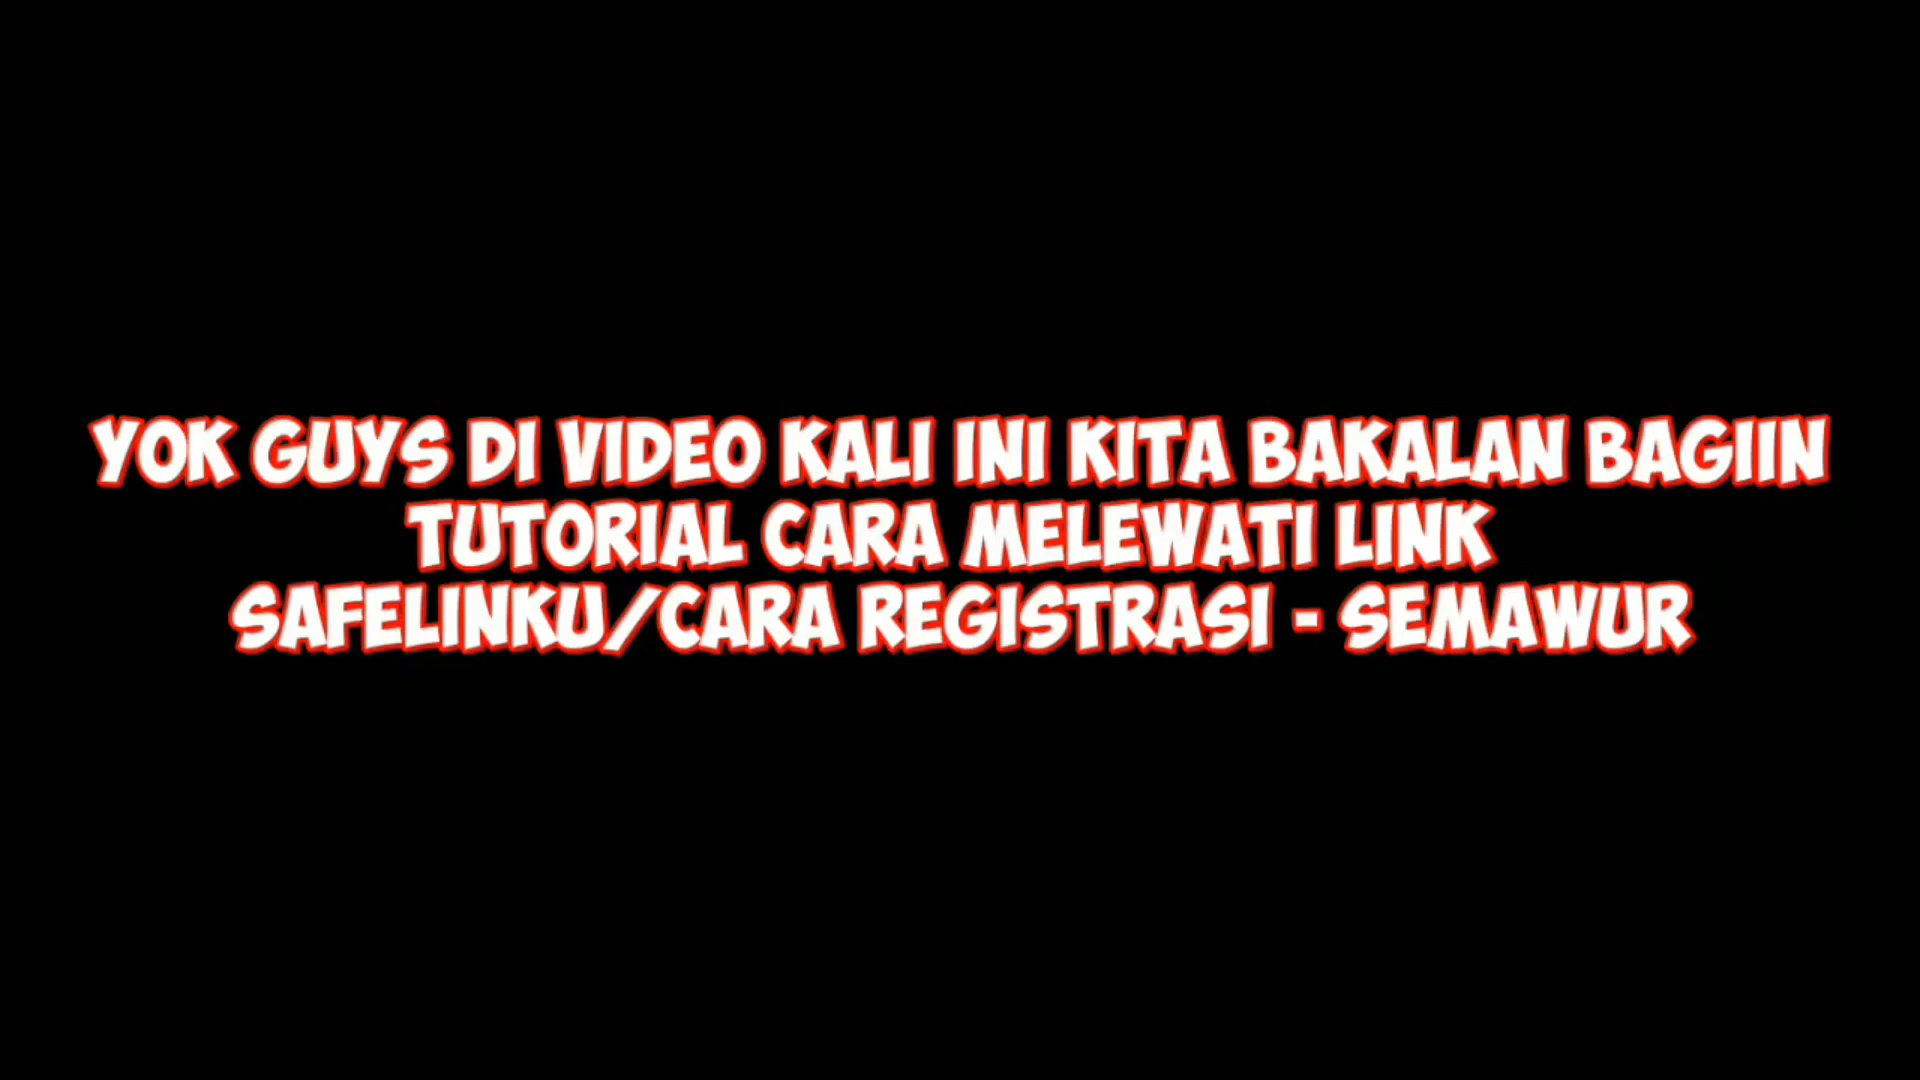 YOK GUYS DI VIDEO KALI INI KITA BAKALAN BAGIIN
TUTORIAL CARA MELEWATI LINK
SAFELINKU/CARA REGISTRASI - SEMAWUR